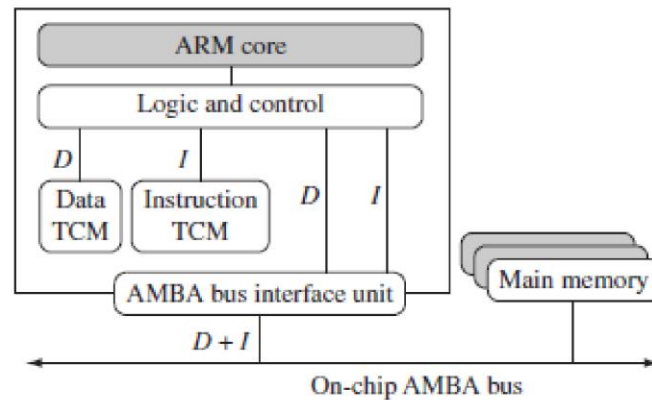 ARM core
Logic and control
D
I
D
I
Data
TCM
Instruction
TCM
Main memory
AMBA bus interface unit
D + I
On-chip AMBA bus